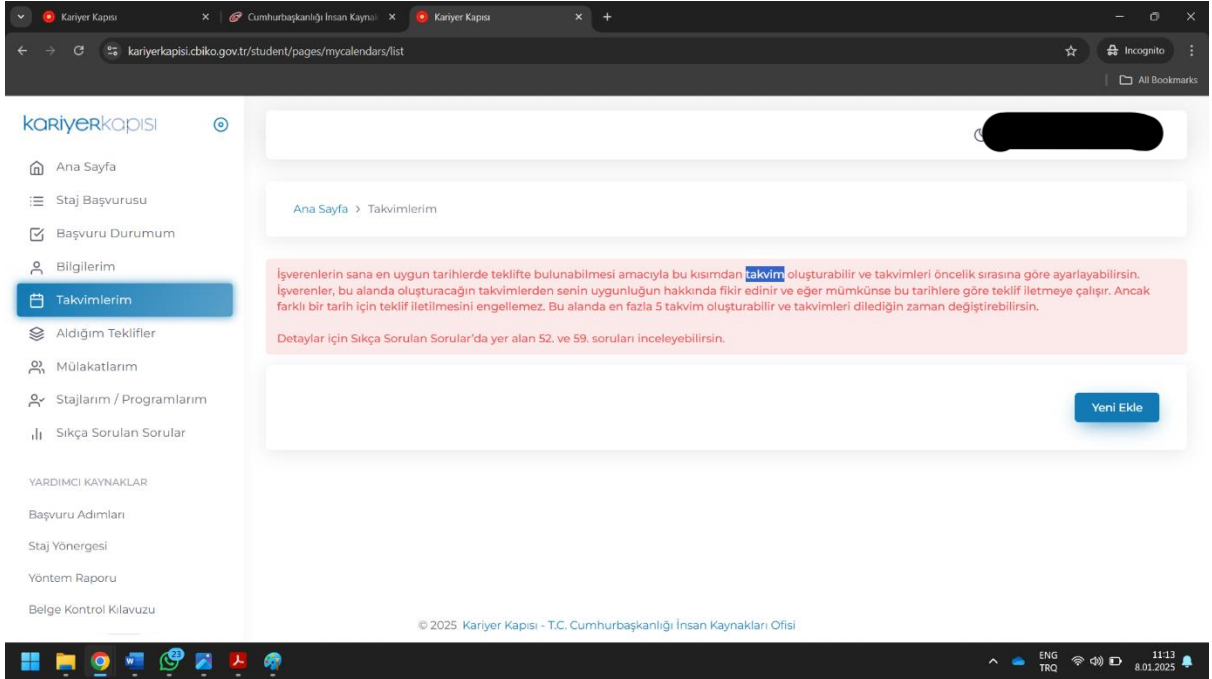 Kariyer Kapısı
Cumhurbaşkanlığı İnsan Kaynak
Kariyer Kapısı
kariyerkapisi.cbiko.gov.tr/student/pages/mycalendars/list
Incognito
All Bookmarks
kariyerkapısı
Ana Sayfa
Staj Başvurusu
Başvuru Durumum
Bilgilerim
Takvimlerim
Aldığım Teklifler
Mülakatlarım
Stajlarım / Programlarım
Sıkça Sorulan Sorular
YARDIMCI KAYNAKLAR
Başvuru Adımları
Staj Yönergesi
Yöntem Raporu
Belge Kontrol Kılavuzu
Ana Sayfa > Takvimlerim
İşverenlerin sana en uygun tarihlerde teklifte bulunabilmesi amacıyla bu kısımdan takvim oluşturabilir ve takvimleri öncelik sırasına göre ayarlayabilirsin.
İşverenler, bu alanda oluşturacağın takvimlerden senin uygunluğun hakkında fikir edinir ve eğer mümkünse bu tarihlere göre teklif iletmeye çalışır. Ancak
farklı bir tarih için teklif iletilmesini engellemez. Bu alanda en fazla 5 takvim oluşturabilir ve takvimleri dilediğin zaman değiştirebilirsin.
Detaylar için Sıkça Sorulan Sorular'da yer alan 52. ve 59. soruları inceleyebilirsin.
Yeni Ekle
© 2025 Kariyer Kapısı - T.C. Cumhurbaşkanlığı İnsan Kaynakları Ofisi
23
ENG
TRQ
11:13
8.01.2025